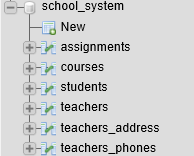 school_system
New
assignments
courses
students
teachers
teachers_address
teachers_phones